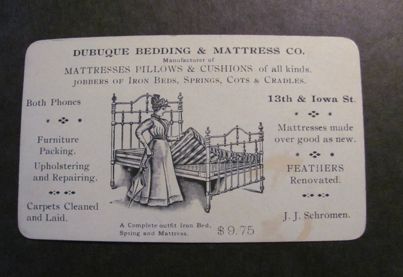 DUBUQUE BEDDING & MATTRESS CO.
Manufacturer of
MATTRESSES PILLOWS & CUSHIONS of all kinds.
JOBBERS OF IRON BEDS, SPRINGS, COTS & CRADLES.
Both Phones
Furniture
Packing.
Upholstering
and Repairing.
Carpets Cleaned
and Laid.
13th & Iowa St.
Mattresses made
over good as new.
FEATHERS
Renovated.
J. J. Schromen.
A Complete outfit Iron Bed,
Spring and Mattress. $9.75